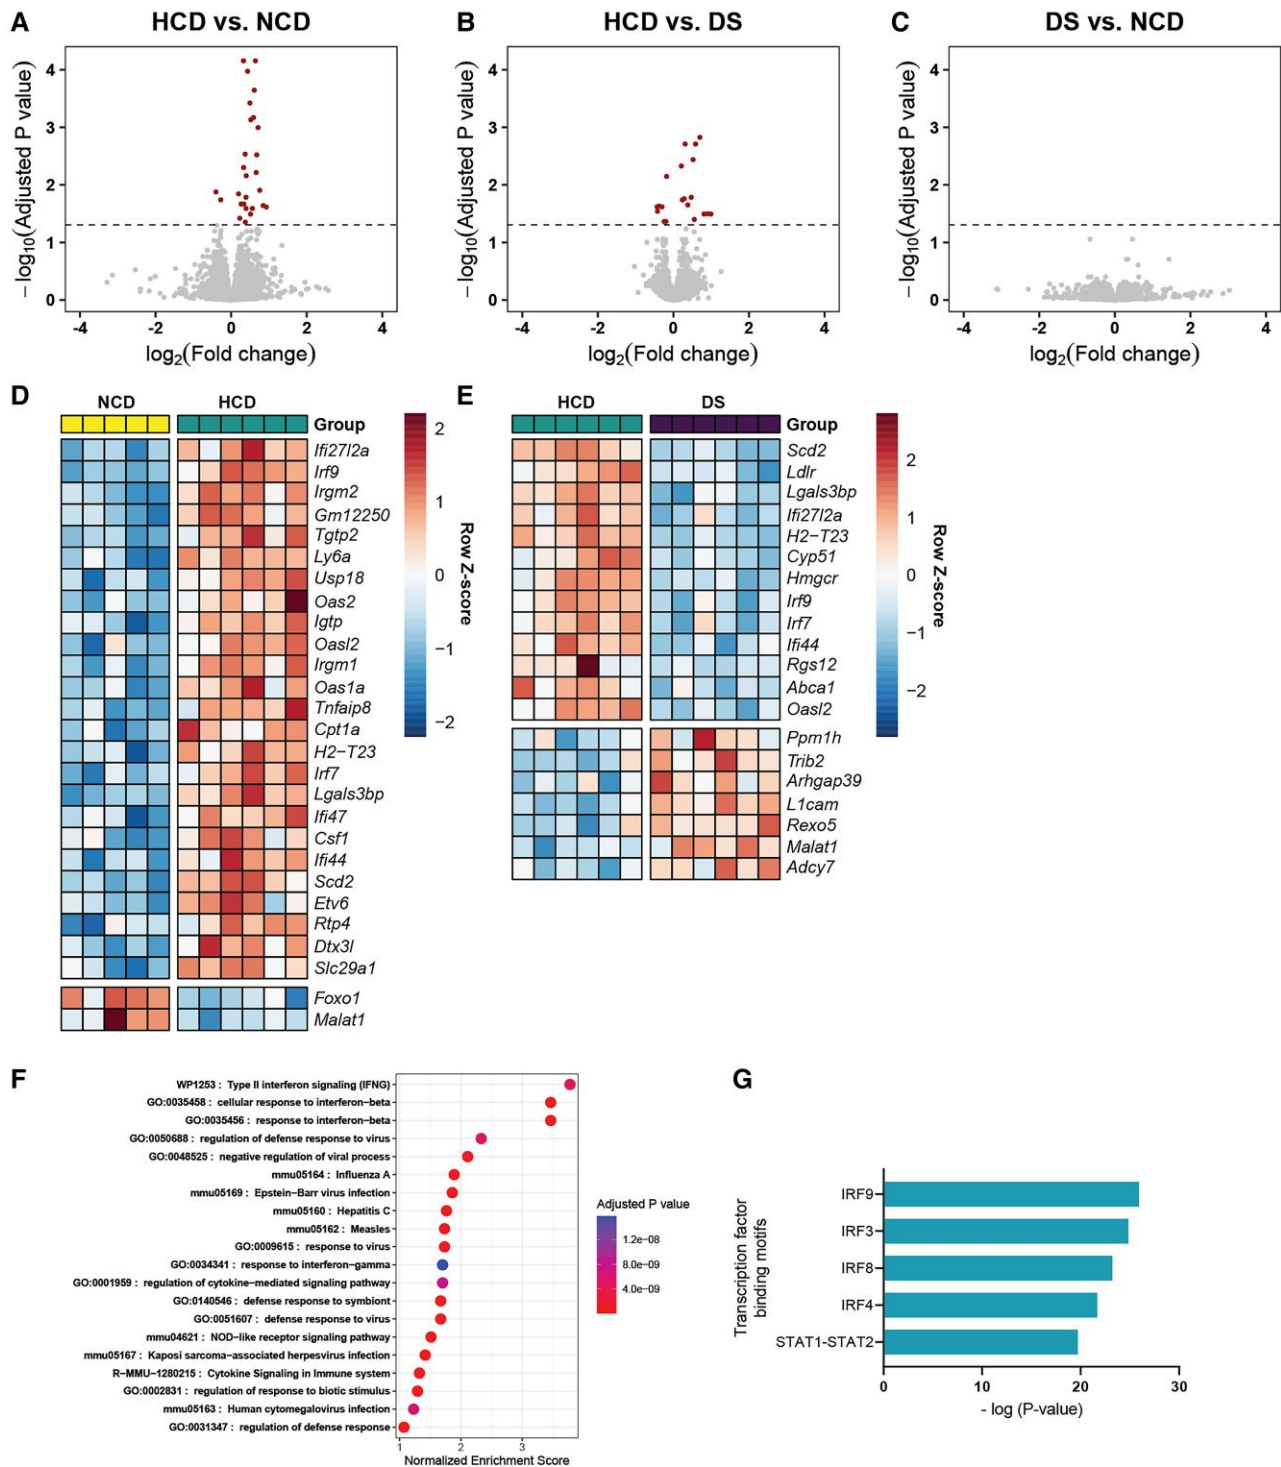 A
HCD vs. NCD
B
HCD vs. DS
C
DS vs. NCD
− log10(Adjusted P value)
4
3
2
1
0
-4
-2
0
2
4
log2(Fold change)
− log10(Adjusted P value)
4
3
2
1
0
-4
-2
0
2
4
log2(Fold change)
− log10(Adjusted P value)
4
3
2
1
0
-4
-2
0
2
4
log2(Fold change)
D
NCD
HCD
Group
Ifi27l2a
Irf9
Irgm2
Gm12250
Tgtp2
Ly6a
Usp18
Oas2
Igtp
Oasl2
Irgm1
Oas1a
Tnfaip8
Cpt1a
H2−T23
Irf7
Lgals3bp
Ifi47
Csf1
Ifi44
Scd2
Etv6
Rtp4
Dtx3l
Slc29a1
Foxo1
Malat1
2
1
0
−1
−2
Row Z−score
E
HCD
DS
Group
Scd2
Ldlr
Lgals3bp
Ifi27l2a
H2−T23
Cyp51
Hmgcr
Irf9
Irf7
Ifi44
Rgs12
Abca1
Oasl2
Ppm1h
Trib2
Arhgap39
L1cam
Rexo5
Malat1
Adcy7
2
1
0
−1
−2
Row Z−score
F
WP1253 : Type II interferon signaling (IFNG)
GO:0035458 : cellular response to interferon−beta
GO:0035456 : response to interferon−beta
GO:0050688 : regulation of defense response to virus
GO:0048525 : negative regulation of viral process
mmu05164 : Influenza A
mmu05169 : Epstein−Barr virus infection
mmu05160 : Hepatitis C
mmu05162 : Measles
GO:0009615 : response to virus
GO:0034341 : response to interferon−gamma
GO:0001959 : regulation of cytokine−mediated signaling pathway
GO:0140546 : defense response to symbiont
GO:0051607 : defense response to virus
mmu04621 : NOD−like receptor signaling pathway
mmu05167 : Kaposi sarcoma−associated herpesvirus infection
R−MMU−1280215 : Cytokine Signaling in Immune system
GO:0002831 : regulation of response to biotic stimulus
mmu05163 : Human cytomegalovirus infection
GO:0031347 : regulation of defense response
1
2
3
Normalized Enrichment Score
Adjusted P value
1.2e−08
8.0e−09
4.0e−09
G
Transcription factor
binding motifs
IRF9
IRF3
IRF8
IRF4
STAT1-STAT2
0
10
20
30
- log (P-value)